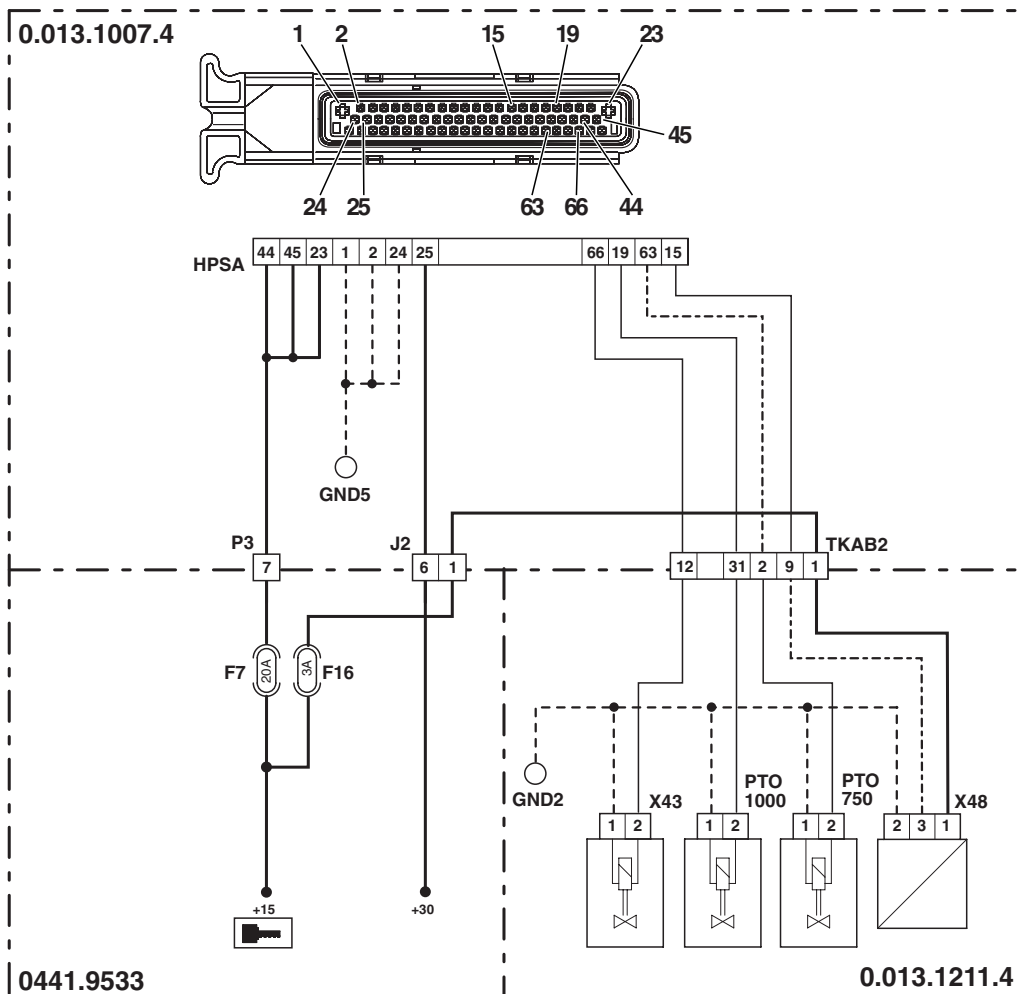 0.013.1007.4
1 2 15 19 23
45
24 25 63 66 44
HPSA 44 45 23 1 2 24 25 66 19 63 15
GND5
P3 J2 TKAB2
7 6 1 12 31 2 9 1
F7 20A 3A F16
GND2
X43 PTO 1000 PTO 750 X48
1 2 1 2 1 2 2 3 1
+15 +30
0441.9533 0.013.1211.4